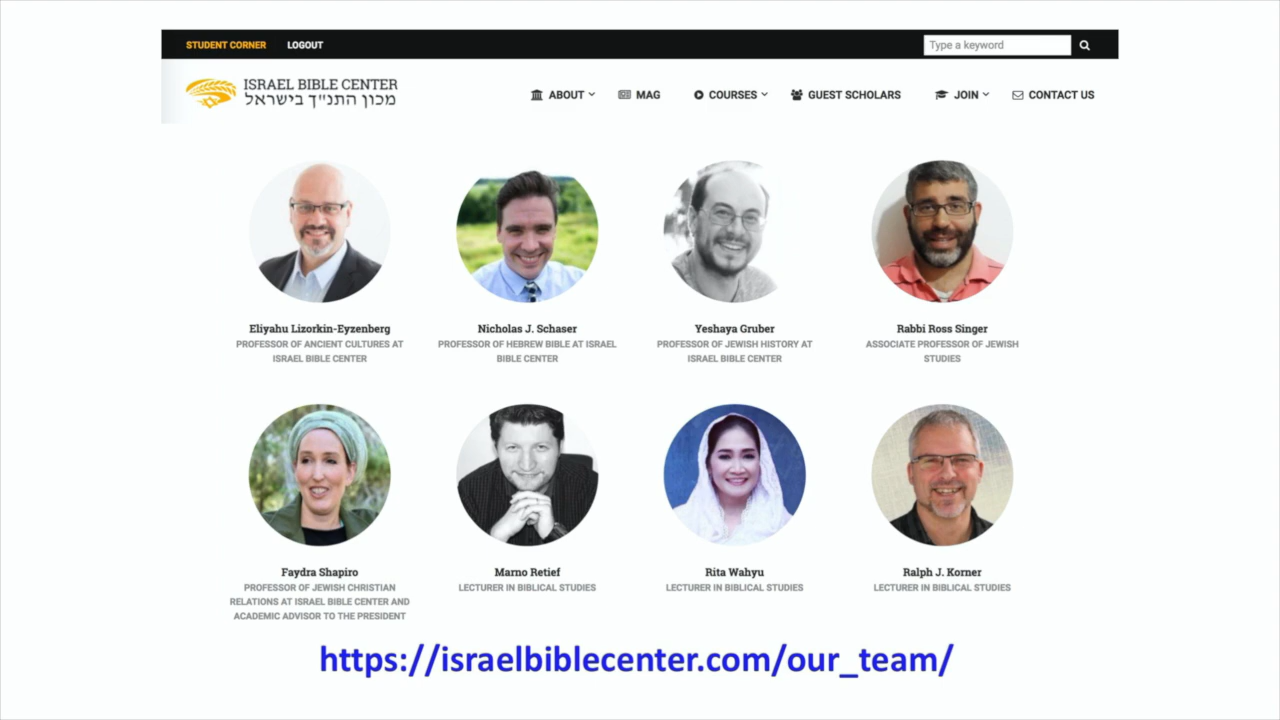 STUDENT CORNER LOGOUT Type a keyword
ISRAEL BIBLE CENTER
מכון התנ"ך בישראל
ABOUT MAG COURSES GUEST SCHOLARS JOIN CONTACT US
Eliyahu Lizorkin-Eyzenberg
PROFESSOR OF ANCIENT CULTURES AT
ISRAEL BIBLE CENTER
Nicholas J. Schaser
PROFESSOR OF HEBREW BIBLE AT ISRAEL
BIBLE CENTER
Yeshaya Gruber
PROFESSOR OF JEWISH HISTORY AT
ISRAEL BIBLE CENTER
Rabbi Ross Singer
ASSOCIATE PROFESSOR OF JEWISH
STUDIES
Faydra Shapiro
PROFESSOR OF JEWISH CHRISTIAN
RELATIONS AT ISRAEL BIBLE CENTER AND
ACADEMIC ADVISOR TO THE PRESIDENT
Marno Retief
LECTURER IN BIBLICAL STUDIES
Rita Wahyu
LECTURER IN BIBLICAL STUDIES
Ralph J. Korner
LECTURER IN BIBLICAL STUDIES
https://israelbiblecenter.com/our_team/